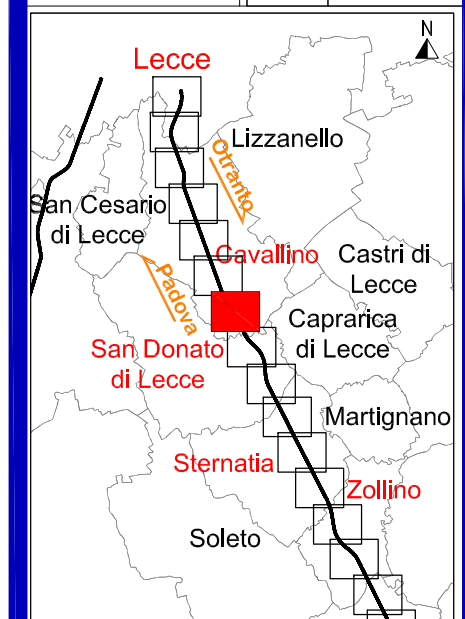 N
Lecce
Lizzanello
Otranto
San Cesario
di Lecce
Cavallino
Castri di
Lecce
Padova
Caprarica
di Lecce
San Donato
di Lecce
Martignano
Sternatia
Zollino
Soleto